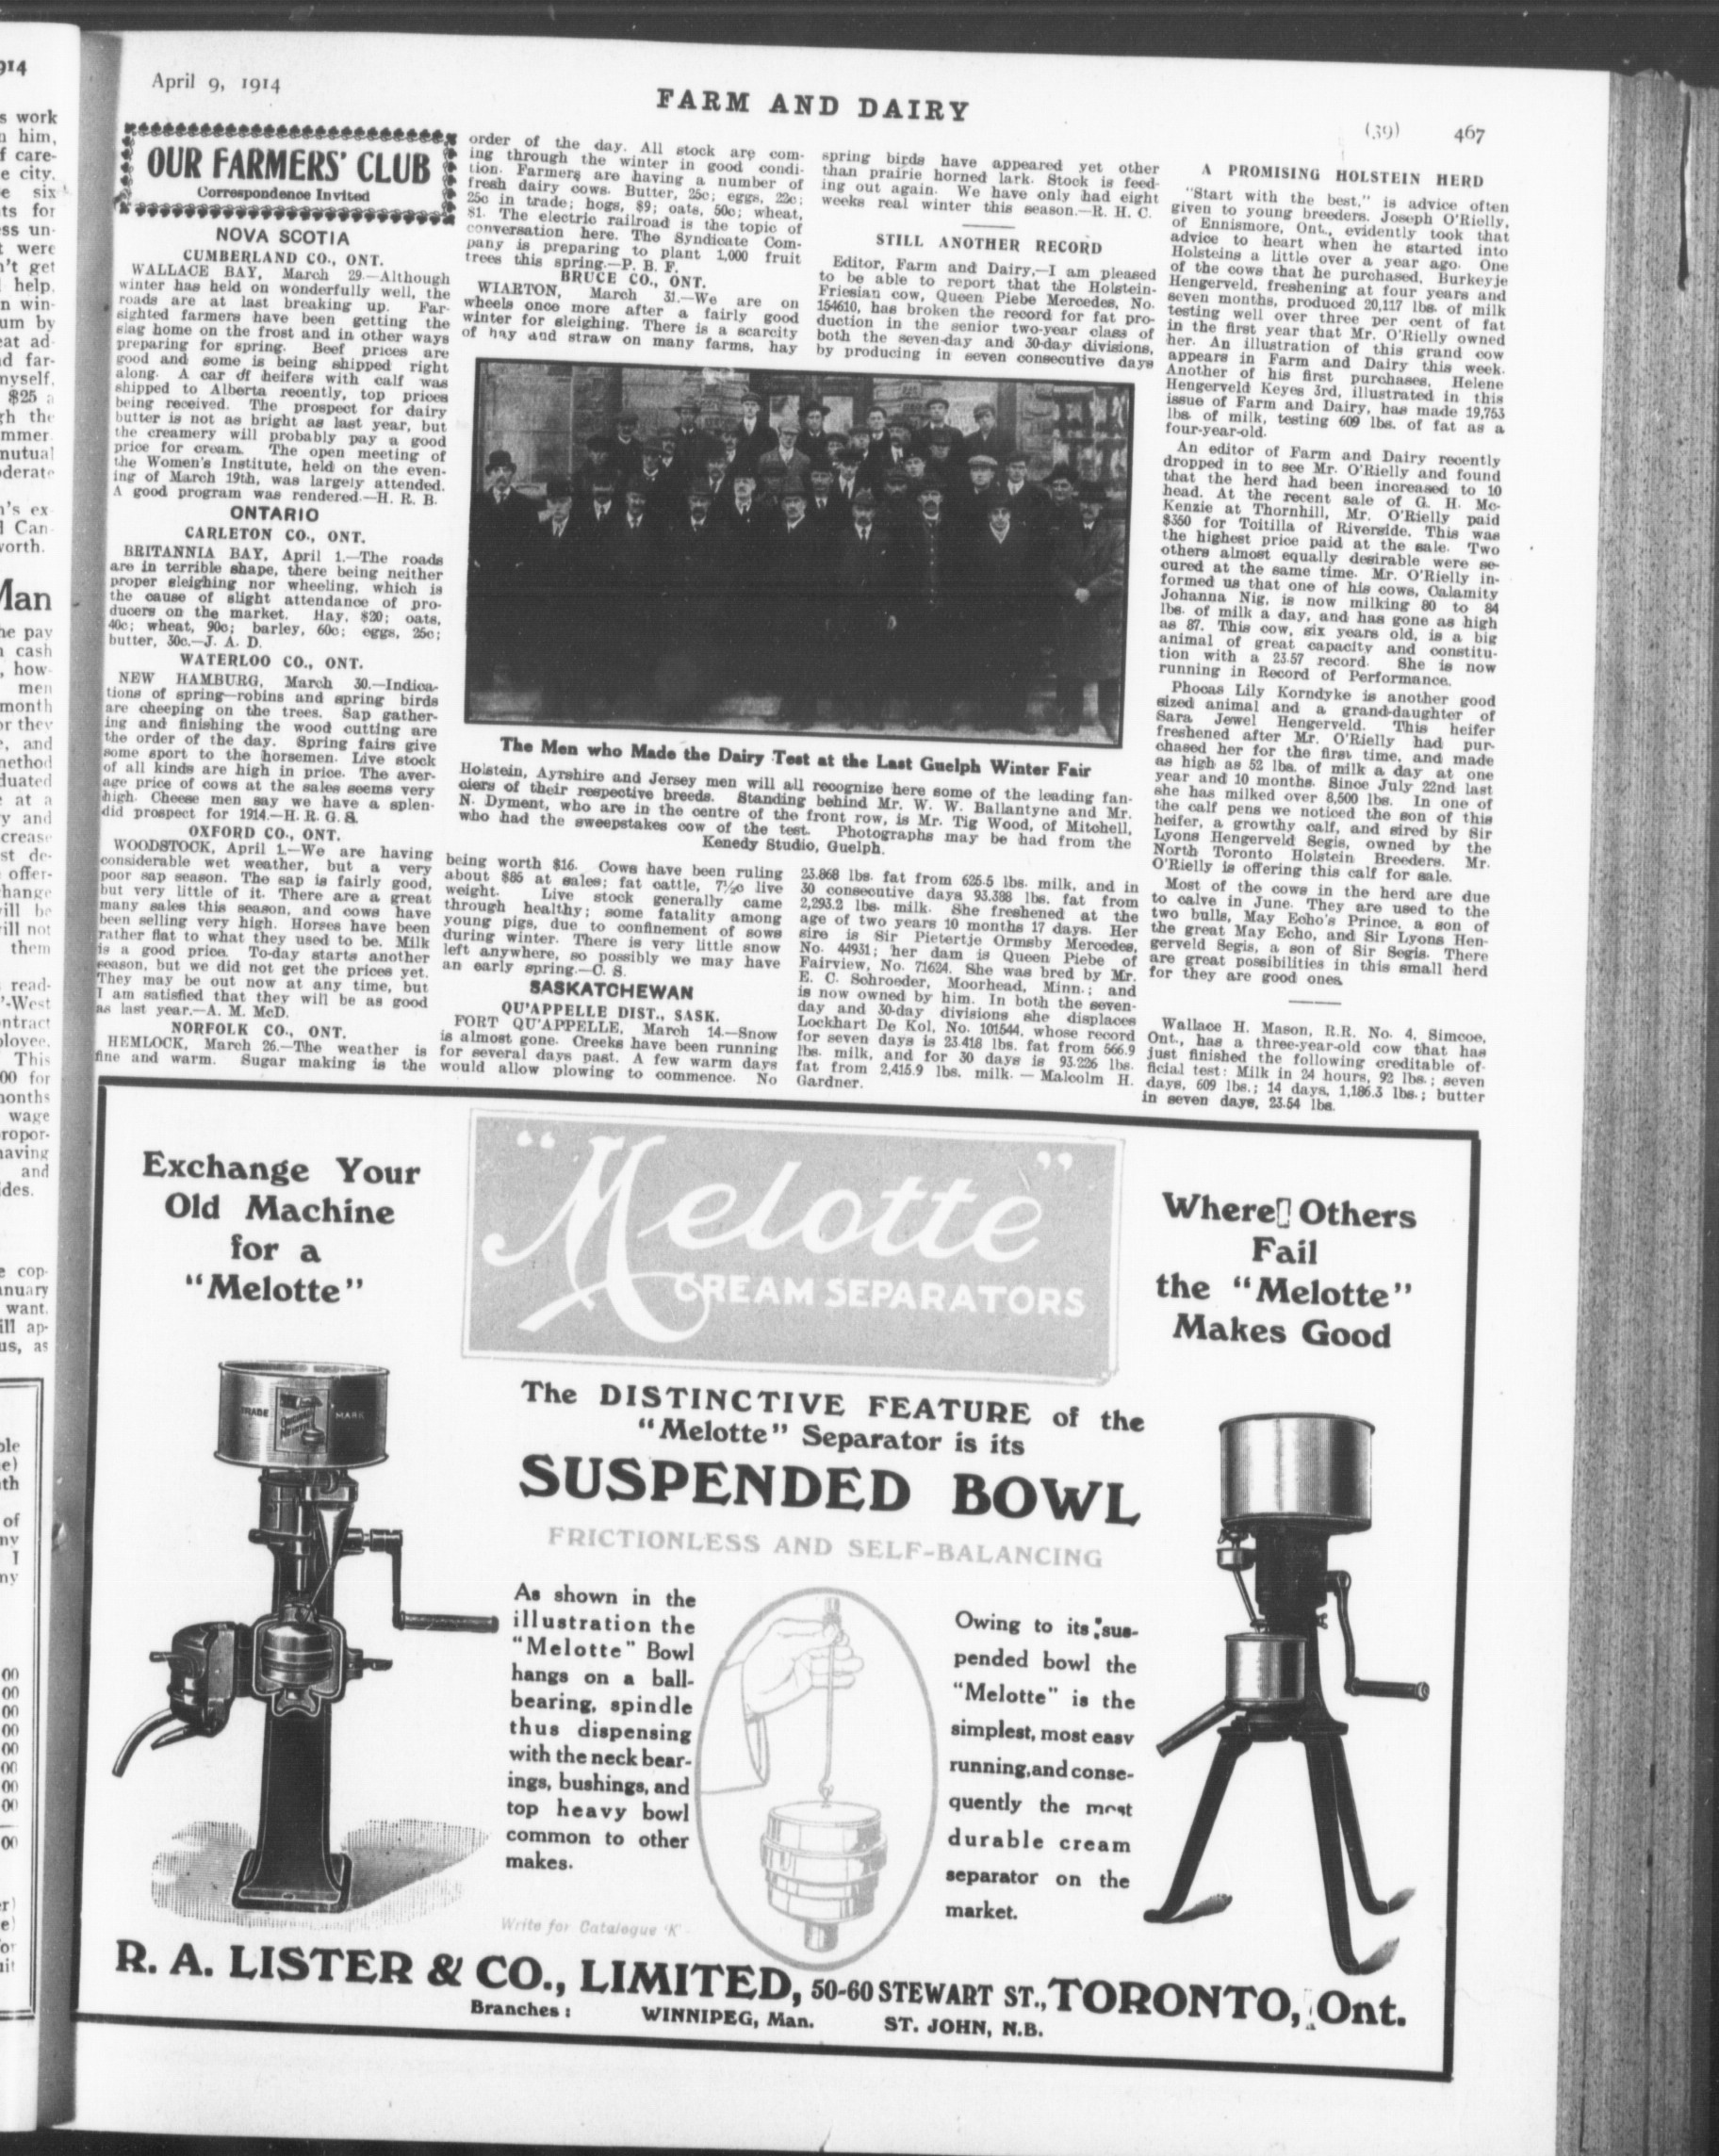 April 9, 1914
FARM AND DAIRY
(39) 467
OUR FARMERS' CLUB
Correspondence Invited
NOVA SCOTIA
CUMBERLAND CO., ONT.
WALLACE BAY, March 29.—Although
winter has held on wonderfully well, the
roads are at last breaking up. Far-
sighted farmers have been getting the
slag home on the frost and in other ways
preparing for spring. Beef prices are
good and some is being shipped right
along. A car of heifers with calf was
shipped to Alberta recently, top prices
being received. The prospect for dairy
butter is not as bright as last year, but
the creamery will probably pay a good
price for cream. The open meeting of
the Women's Institute, held on the even-
ing of March 19th, was largely attended.
A good program was rendered.—H. R. B.
ONTARIO
CARLETON CO., ONT.
BRITANNIA BAY, April 1.—The roads
are in terrible shape, there being neither
proper sleighing nor wheeling, which is
the cause of slight attendance of pro-
ducers on the market. Hay, $20; oats,
40c; wheat, 90c; barley, 60c; eggs, 25c;
butter, 30c.—J. A. D.
WATERLOO CO., ONT.
NEW HAMBURG, March 30.—Indica-
tions of spring—robins and spring birds
are cheeping on the trees. Sap gather-
ing and finishing the wood cutting are
the order of the day. Spring fairs give
some sport to the horsemen. Live stock
of all kinds are high in price. The aver-
age price of cows at the sales seems very
high. Cheese men say we have a splen-
did prospect for 1914.—H. R. G. S.
OXFORD CO., ONT.
WOODSTOCK, April 1.—We are having
considerable wet weather, but a very
poor sap season. The sap is fairly good,
but very little of it. There are a great
many sales this season, and cows have
been selling very high. Horses have been
rather flat to what they used to be. Milk
is a good price. To-day starts another
season, but we did not get the prices yet.
They may be out now at any time, but
I am satisfied that they will be as good
as last year.—A. M. McD.
NORFOLK CO., ONT.
HEMLOCK, March 26.—The weather is
fine and warm. Sugar making is the
order of the day. All stock are com-
ing through the winter in good condi-
tion. Farmers are having a number of
fresh dairy cows. Butter, 25c; eggs, 22c;
25c in trade; hogs, $9; oats, 50c; wheat,
$1. The electric railroad is the topic of
conversation here. The Syndicate Com-
pany is preparing to plant 1,000 fruit
trees this spring.—P. B. F.
BRUCE CO., ONT.
WIARTON, March 31.—We are on
wheels once more after a fairly good
winter for sleighing. There is a scarcity
of hay and straw on many farms, hay
spring birds have appeared yet other
than prairie horned lark. Stock is feed-
ing out again. We have only had eight
weeks real winter this season.—R. H. C.
STILL ANOTHER RECORD
Editor, Farm and Dairy,—I am pleased
to be able to report that the Holstein-
Friesian cow, Queen Piebe Mercedes, No.
154610, has broken the record for fat pro-
duction in the senior two-year class of
both the seven-day and 30-day divisions,
by producing in seven consecutive days
The Men who Made the Dairy Test at the Last Guelph Winter Fair
Holstein, Ayrshire and Jersey men will all recognize here some of the leading fan-
ciers of their respective breeds. Standing behind Mr. W. W. Ballantyne and Mr.
N. Dyment, who are in the centre of the front row, is Mr. Tig Wood, of Mitchell,
who had the sweepstakes cow of the test. Photographs may be had from the
Kenedy Studio, Guelph.
being worth $16. Cows have been ruling
about $85 at sales; fat cattle, 7½c live
weight. Live stock generally came
through healthy; some fatality among
young pigs, due to confinement of sows
during winter. There is very little snow
left anywhere, so possibly we may have
an early spring.—C. S.
SASKATCHEWAN
QU'APPELLE DIST., SASK.
FORT QU'APPELLE, March 14.—Snow
is almost gone. Creeks have been running
for several days past. A few warm days
would allow plowing to commence. No
23.868 lbs. fat from 625.5 lbs. milk, and in
30 consecutive days 93.388 lbs. fat from
2,293.2 lbs. milk. She freshened at the
age of two years 10 months 17 days. Her
sire is Sir Pietertje Ormsby Mercedes,
No. 44931; her dam is Queen Piebe of
Fairview, No. 71624. She was bred by Mr.
E. C. Schroeder, Moorhead, Minn.; and
is now owned by him. In both the seven-
day and 30-day divisions she displaces
Lockhart De Kol, No. 101544, whose record
for seven days is 23.418 lbs. fat from 566.9
lbs. milk, and for 30 days is 93.226 lbs.
fat from 2,415.9 lbs. milk. — Malcolm H.
Gardner.
A PROMISING HOLSTEIN HERD
"Start with the best," is advice often
given to young breeders. Joseph O'Rielly,
of Ennismore, Ont., evidently took that
advice to heart when he started into
Holsteins a little over a year ago. One
of the cows that he purchased, Burkeyje
Hengerveld, freshening at four years and
seven months, produced 20,117 lbs. of milk
testing well over three per cent of fat
in the first year that Mr. O'Rielly owned
her. An illustration of this grand cow
appears in Farm and Dairy this week.
Another of his first purchases, Helene
Hengerveld Keyes 3rd, illustrated in this
issue of Farm and Dairy, has made 19,753
lbs. of milk, testing 609 lbs. of fat as a
four-year-old.
An editor of Farm and Dairy recently
dropped in to see Mr. O'Rielly and found
that the herd had been increased to 10
head. At the recent sale of G. H. Mc-
Kenzie at Thornhill, Mr. O'Rielly paid
$350 for Toitilla of Riverside. This was
the highest price paid at the sale. Two
others almost equally desirable were se-
cured at the same time. Mr. O'Rielly in-
formed us that one of his cows, Calamity
Johanna Nig, is now milking 80 to 84
lbs. of milk a day, and has gone as high
as 87. This cow, six years old, is a big
animal of great capacity and constitu-
tion with a 23.57 record. She is now
running in Record of Performance.
Phocas Lily Korndyke is another good
sized animal and a grand-daughter of
Sara Jewel Hengerveld. This heifer
freshened after Mr. O'Rielly had pur-
chased her for the first time, and made
as high as 52 lbs. of milk a day at one
year and 10 months. Since July 22nd last
she has milked over 8,500 lbs. In one of
the calf pens we noticed the son of this
heifer, a growthy calf, and sired by Sir
Lyons Hengerveld Segis, owned by the
North Toronto Holstein Breeders. Mr.
O'Rielly is offering this calf for sale.
Most of the cows in the herd are due
to calve in June. They are used to the
two bulls, May Echo's Prince, a son of
the great May Echo, and Sir Lyons Hen-
gerveld Segis, a son of Sir Segis. There
are great possibilities in this small herd
for they are good ones.
Wallace H. Mason, R.R. No. 4, Simcoe,
Ont., has a three-year-old cow that has
just finished the following creditable of-
ficial test: Milk in 24 hours, 92 lbs.; seven
days, 609 lbs.; 14 days, 1,186.3 lbs.; butter
in seven days, 23.54 lbs.
Exchange Your
Old Machine
for a
"Melotte"
"Melotte"
CREAM SEPARATORS
Where Others
Fail
the "Melotte"
Makes Good
TRADE MARK
The DISTINCTIVE FEATURE of the
"Melotte" Separator is its
SUSPENDED BOWL
FRICTIONLESS AND SELF-BALANCING
As shown in the
illustration the
"Melotte" Bowl
hangs on a ball-
bearing, spindle
thus dispensing
with the neck bear-
ings, bushings, and
top heavy bowl
common to other
makes.
Owing to its sus-
pended bowl the
"Melotte" is the
simplest, most easy
running,and conse-
quently the most
durable cream
separator on the
market.
Write for Catalogue 'K'
R. A. LISTER & CO., LIMITED, 50-60 STEWART ST., TORONTO, Ont.
Branches: WINNIPEG, Man. ST. JOHN, N.B.